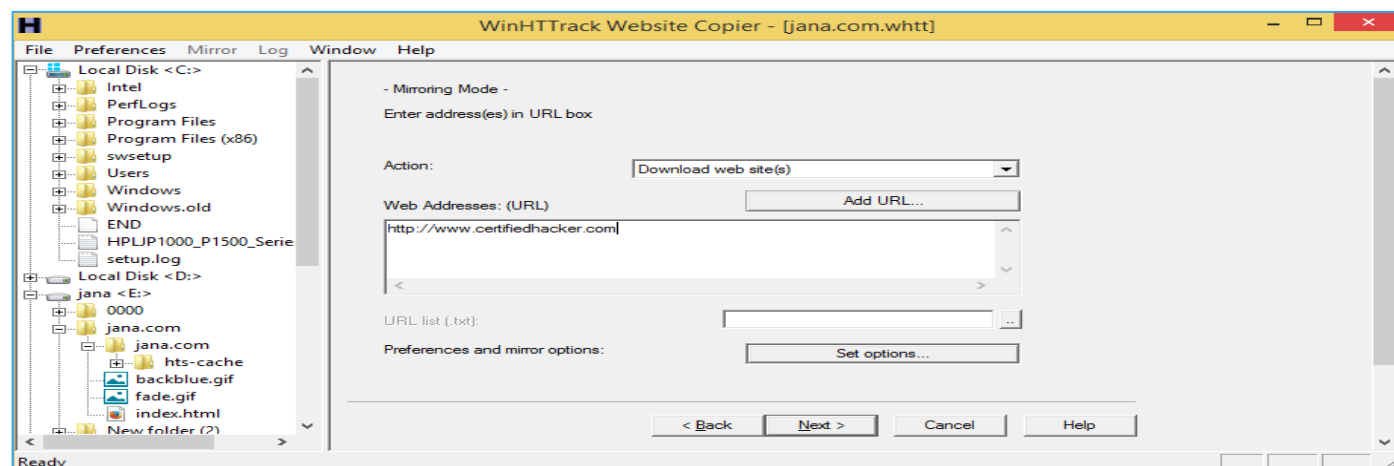 WinHTTrack Website Copier - [jana.com.whtt]
File Preferences Mirror Log Window Help
Local Disk <C:>
Intel
PerfLogs
Program Files
Program Files (x86)
swsetup
Users
Windows
Windows.old
END
HPLJP1000_P1500_Serie
setup.log
Local Disk <D:>
jana <E:>
0000
jana.com
jana.com
hts-cache
backblue.gif
fade.gif
index.html
New folder (2)
- Mirroring Mode -
Enter address(es) in URL box
Action: Download web site(s)
Web Addresses: (URL) Add URL...
http://www.certifiedhacker.com
URL list (.txt): ..
Preferences and mirror options: Set options...
< Back Next > Cancel Help
Ready